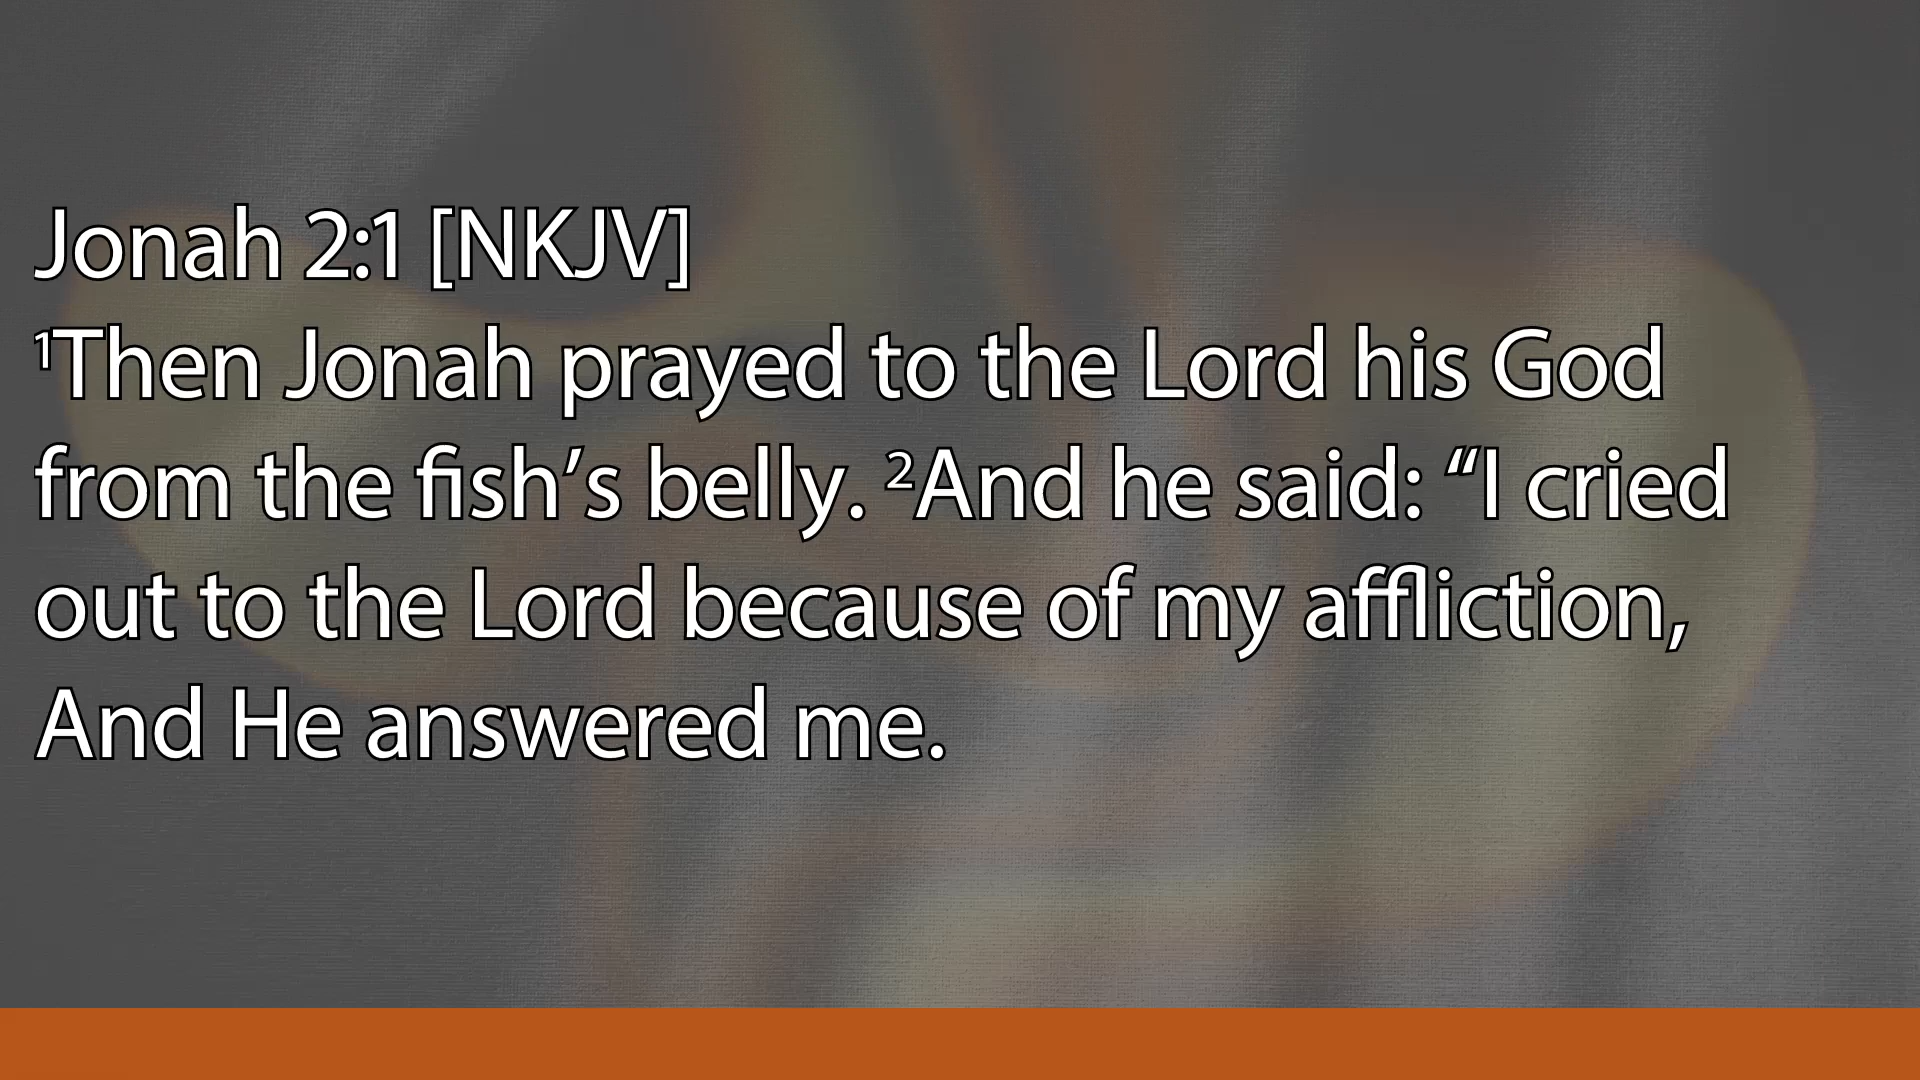 Jonah 2:1 [NKJV]
¹Then Jonah prayed to the Lord his God
from the fish’s belly. ²And he said: “I cried
out to the Lord because of my affliction,
And He answered me.